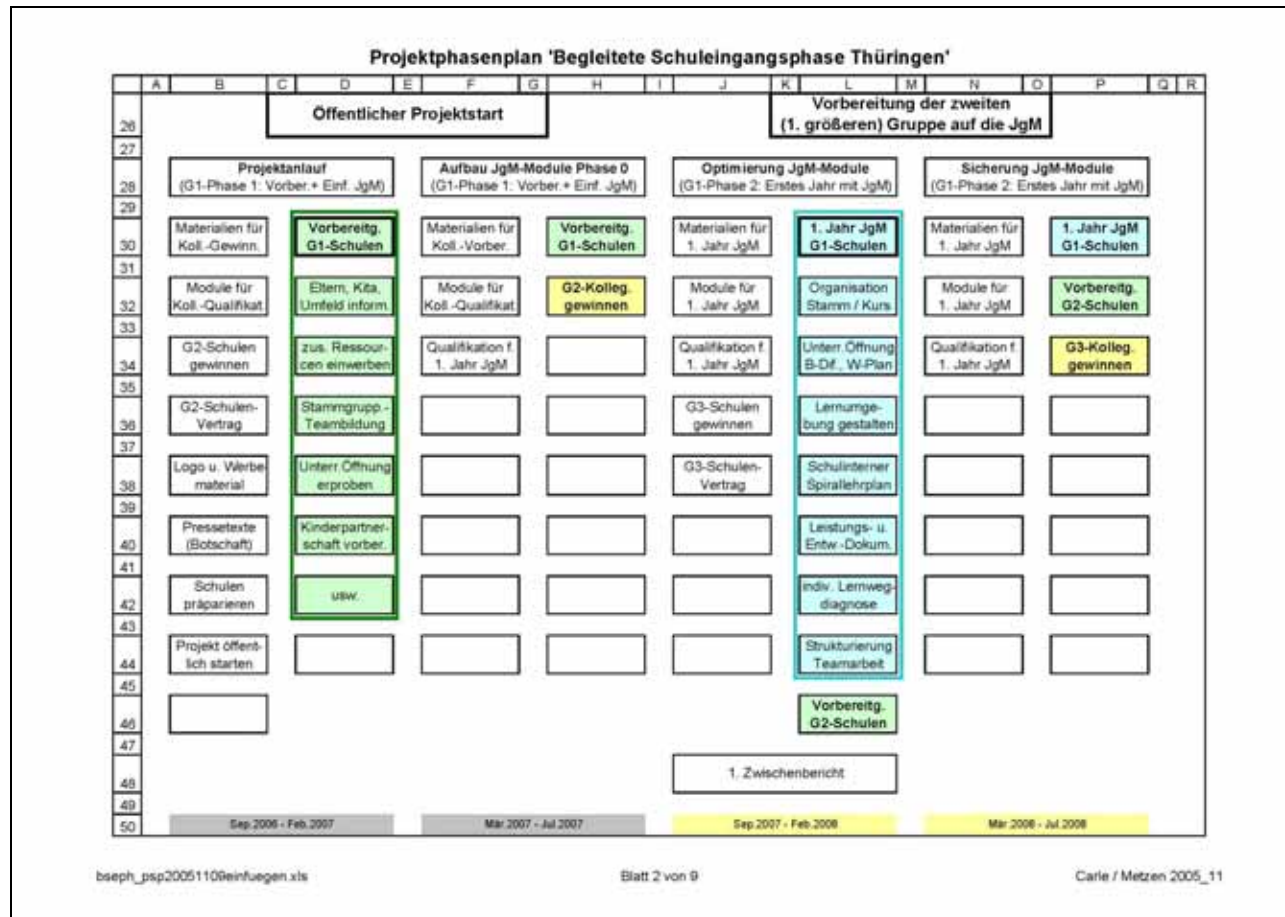 Projektphasenplan 'Begleitete Schuleingangsphase Thüringen'
A B C D E F G H I J K L M N O P Q R
26
Öffentlicher Projektstart
Vorbereitung der zweiten
(1. größeren) Gruppe auf die JgM
27
28
Projektanlauf
(G1-Phase 1: Vorber.+ Einf. JgM)
Aufbau JgM-Module Phase 0
(G1-Phase 1: Vorber.+ Einf. JgM)
Optimierung JgM-Module
(G1-Phase 2: Erstes Jahr mit JgM)
Sicherung JgM-Module
(G1-Phase 2: Erstes Jahr mit JgM)
29
30
Materialien für
Koll.-Gewinn.
Vorbereitg.
G1-Schulen
Materialien für
Koll.-Vorber.
Vorbereitg.
G1-Schulen
Materialien für
1. Jahr JgM
1. Jahr JgM
G1-Schulen
Materialien für
1. Jahr JgM
1. Jahr JgM
G1-Schulen
31
32
Module für
Koll.-Qualifikat.
Eltern, Kita,
Umfeld inform.
Module für
Koll.-Qualifikat.
G2-Kolleg.
gewinnen
Module für
1. Jahr JgM
Organisation
Stamm / Kurs
Module für
1. Jahr JgM
Vorbereitg.
G2-Schulen
33
34
G2-Schulen
gewinnen
zus. Ressour-
cen einwerben
Qualifikation f.
1. Jahr JgM
Qualifikation f.
1. Jahr JgM
Unterr.Öffnung
B-Dif., W-Plan
Qualifikation f.
1. Jahr JgM
G3-Kolleg.
gewinnen
35
36
G2-Schulen-
Vertrag
Stammgrupp.-
Teambildung
G3-Schulen
gewinnen
Lernumge-
bung gestalten
37
38
Logo u. Werbe
material
Unterr.Öffnung
erproben
G3-Schulen-
Vertrag
Schulinterner
Spirallehrplan
39
40
Pressetexte
(Botschaft)
Kinderpartner-
schaft vorber.
Leistungs- u.
Entw.-Dokum.
41
42
Schulen
präparieren
usw.
indiv. Lernweg-
diagnose
43
44
Projekt öffent-
lich starten
Strukturierung
Teamarbeit
45
46
Vorbereitg.
G2-Schulen
47
48
1. Zwischenbericht
49
50
Sep.2006 - Feb.2007
Mär.2007 - Jul.2007
Sep.2007 - Feb.2008
Mär.2008 - Jul.2008
bseph_psp20051109einfuegen.xls
Blatt 2 von 9
Carle / Metzen 2005_11